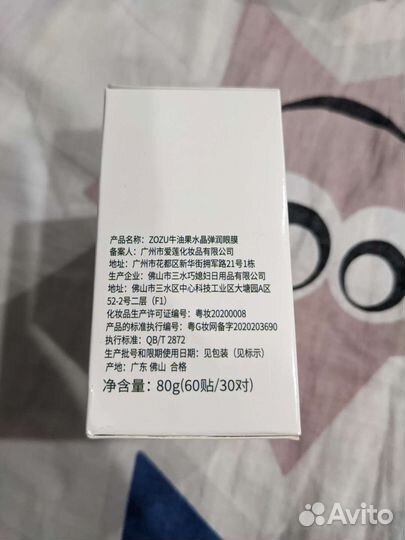 产品名称：ZOZU牛油果水晶弹润眼膜
备案人：广州市爱莲化妆品有限公司
地址：广州市花都区新华街拥军路21号1栋
生产企业：佛山市三水巧媳妇日用品有限公司
地址：佛山市三水区中心科技工业区大塘园A区
52-2号二层（F1）
化妆品生产许可证编号：粤妆20200008
产品的标准执行编号：粤G妆网备字2020203690
执行标准：QB/T 2872
生产批号和限期使用日期：见包装（见标示）
产地：广东 佛山 合格
净含量：80g(60贴/30对)
Avito